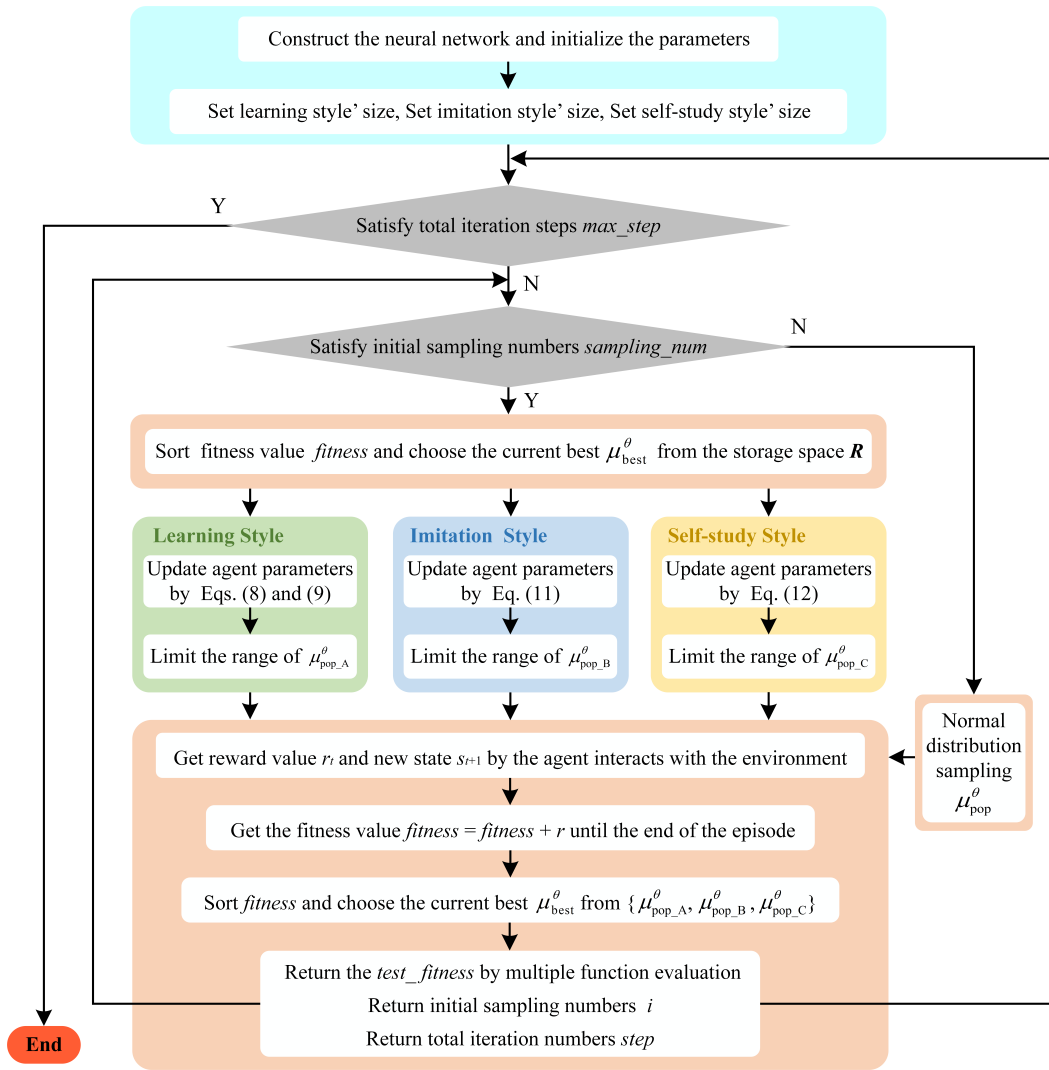 Construct the neural network and initialize the parameters
Set learning style’ size, Set imitation style’ size, Set self-study style’ size
Y
Satisfy total iteration steps max_step
N
N
Satisfy initial sampling numbers sampling_num
Y
Sort fitness value fitness and choose the current best μ^θ_best from the storage space R
Learning Style
Update agent parameters
by Eqs. (8) and (9)
Limit the range of μ^θ_pop_A
Imitation Style
Update agent parameters
by Eq. (11)
Limit the range of μ^θ_pop_B
Self-study Style
Update agent parameters
by Eq. (12)
Limit the range of μ^θ_pop_C
Normal
distribution
sampling
μ^θ_pop
Get reward value r_t and new state s_t+1 by the agent interacts with the environment
Get the fitness value fitness = fitness + r until the end of the episode
Sort fitness and choose the current best μ^θ_best from {μ^θ_pop_A, μ^θ_pop_B, μ^θ_pop_C}
Return the test_fitness by multiple function evaluation
Return initial sampling numbers i
Return total iteration numbers step
End